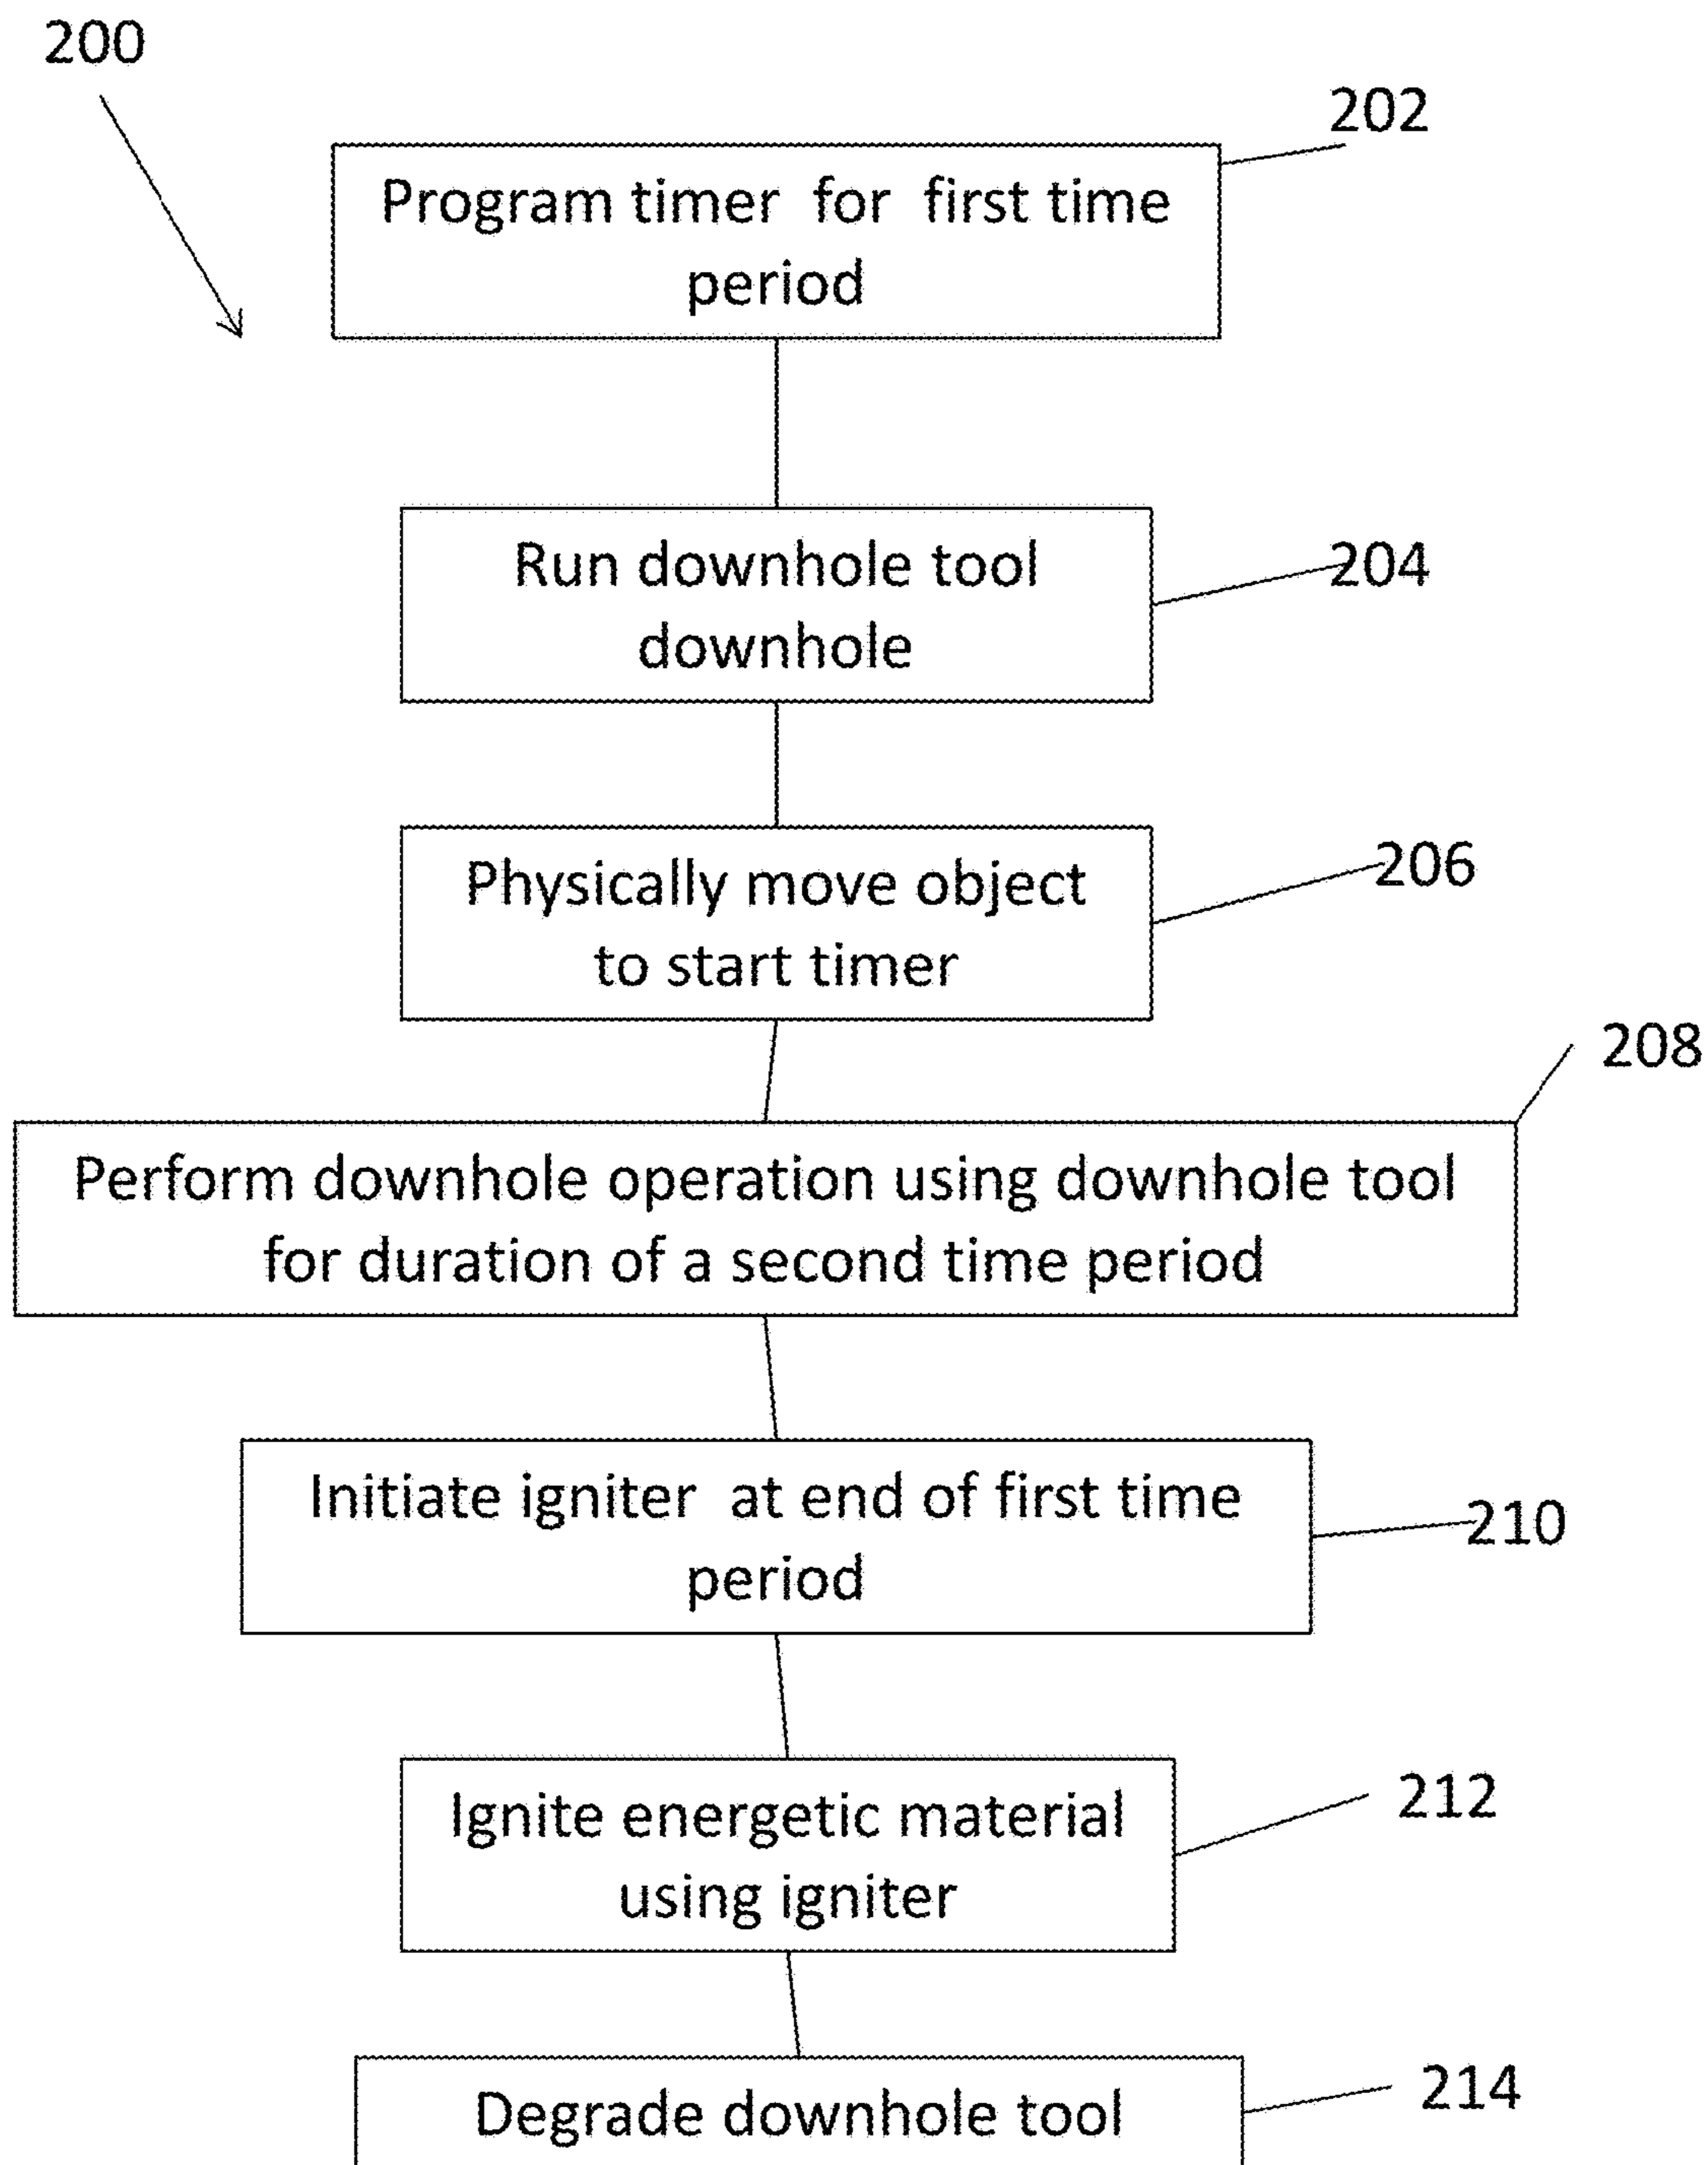 200
202
Program timer for first time
period
Run downhole tool
downhole
204
Physically move object
to start timer
206
208
Perform downhole operation using downhole tool
for duration of a second time period
Initiate igniter at end of first time
period
210
Ignite energetic material
using igniter
212
Degrade downhole tool
214